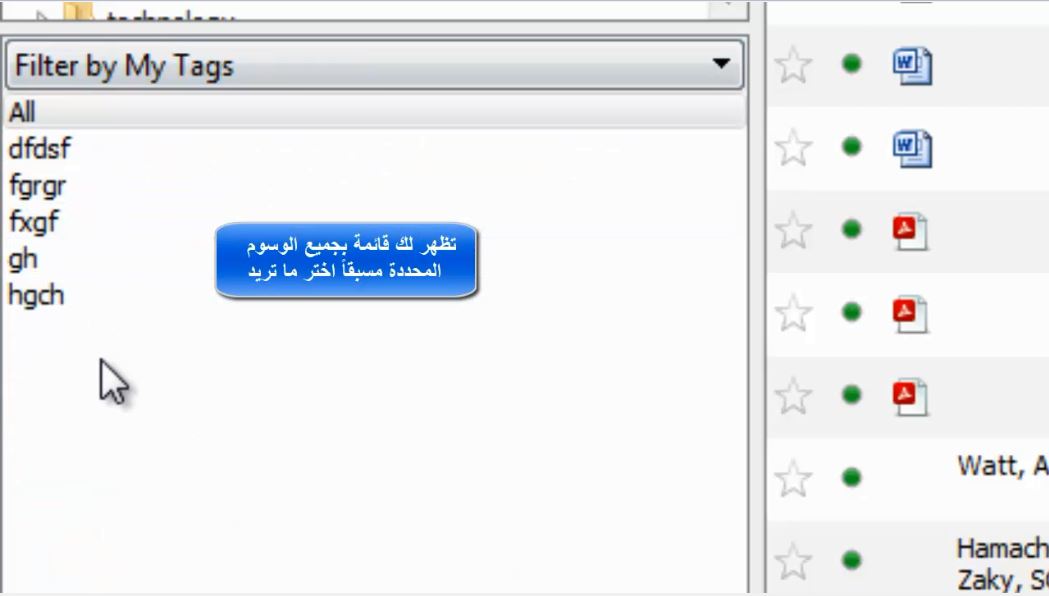 technology
Filter by My Tags
All
dfdsf
fgrgr
fxgf
gh
hgch
تظهر لك قائمة بجميع الوسوم
المحددة مسبقاً اختر ما تريد
Watt, A
Hamach
Zaky, S